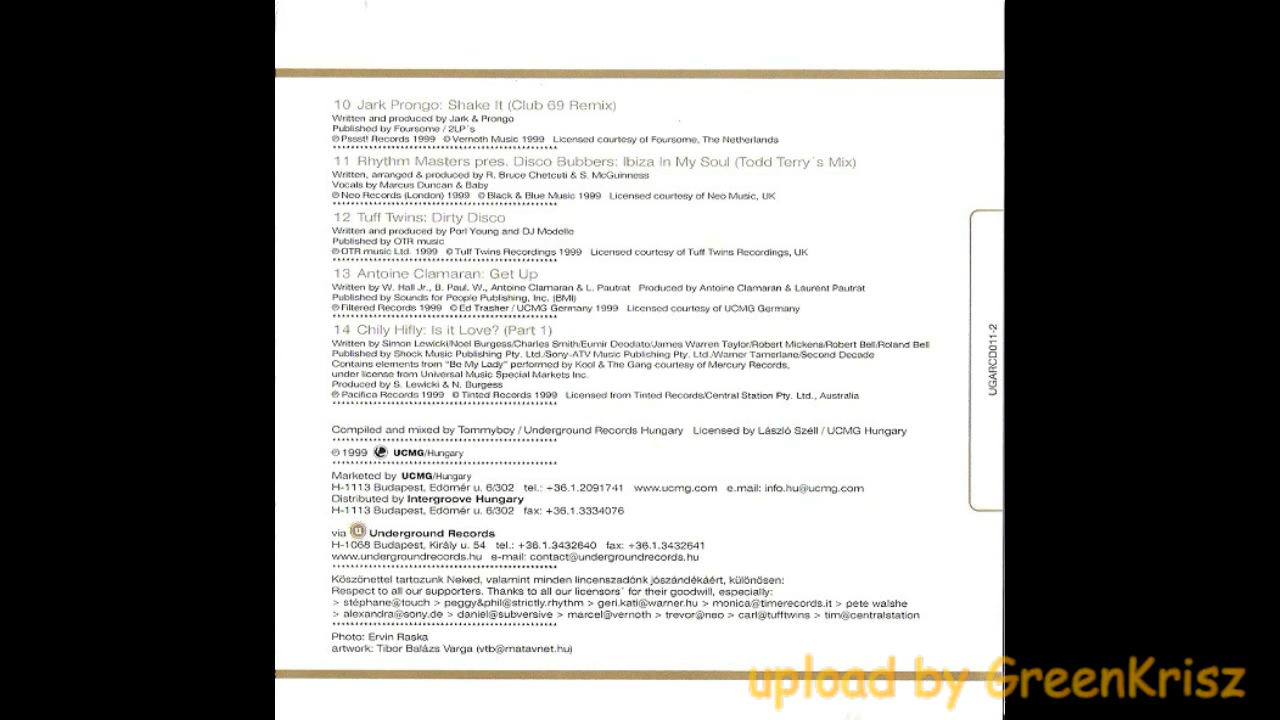 10 Jark Prongo: Shake It (Club 69 Remix)
Written and produced by Jark & Prongo
Published by Foursome / 2LP´s
℗ Pssst! Records 1999 © Vernoth Music 1999 Licensed courtesy of Foursome, The Netherlands
11 Rhythm Masters pres. Disco Bubbers: Ibiza In My Soul (Todd Terry´s Mix)
Written, arranged & produced by R. Bruce Chetcuti & S. McGuinness
Vocals by Marcus Duncan & Baby
℗ Neo Records (London) 1999 © Black & Blue Music 1999 Licensed courtesy of Neo Music, UK
12 Tuff Twins: Dirty Disco
Written and produced by Porl Young and DJ Modelle
Published by OTR music
℗ OTR music Ltd. 1999 © Tuff Twins Recordings 1999 Licensed courtesy of Tuff Twins Recordings, UK
13 Antoine Clamaran: Get Up
Written by W. Hall Jr., B. Paul. W., Antoine Clamaran & L. Pautrat Produced by Antoine Clamaran & Laurent Pautrat
Published by Sounds for People Publishing, Inc. (BMI)
℗ Filtered Records 1999 © Ed Trasher / UCMG Germany 1999 Licensed courtesy of UCMG Germany
14 Chily Hifly: Is it Love? (Part 1)
Written by Simon Lewicki/Noel Burgess/Charles Smith/Eumir Deodato/James Warren Taylor/Robert Mickens/Robert Bell/Roland Bell
Published by Shock Music Publishing Pty. Ltd./Sony-ATV Music Publishing Pty. Ltd./Warner Tamerlane/Second Decade
Contains elements from "Be My Lady" performed by Kool & The Gang courtesy of Mercury Records,
under license from Universal Music Special Markets Inc.
Produced by S. Lewicki & N. Burgess
℗ Pacifica Records 1999 © Tinted Records 1999 Licensed from Tinted Records/Central Station Pty. Ltd., Australia
Compiled and mixed by Tommyboy / Underground Records Hungary Licensed by László Széll / UCMG Hungary
℗ 1999 UCMG/Hungary
Marketed by UCMG/Hungary
H-1113 Budapest, Edömér u. 6/302 tel.: +36.1.2091741 www.ucmg.com e.mail: info.hu@ucmg.com
Distributed by Intergroove Hungary
H-1113 Budapest, Edömér u. 6/302 fax: +36.1.3334076
via u Underground Records
H-1068 Budapest, Király u. 54 tel.: +36.1.3432640 fax: +36.1.3432641
www.undergroundrecords.hu e-mail: contact@undergroundrecords.hu
Köszönettel tartozunk Neked, valamint minden lincenszadónk jószándékáért, különösen:
Respect to all our supporters. Thanks to all our licensors´ for their goodwill, especially:
> stéphane@touch > peggy&phil@strictly.rhythm > geri.kati@warner.hu > monica@timerecords.it > pete walshe
> alexandra@sony.de > daniel@subversive > marcel@vernoth > trevor@neo > carl@tufftwins > tim@centralstation
Photo: Ervin Raska
artwork: Tibor Balázs Varga (vtb@matavnet.hu)
UGARCD011-2
upload by GreenKrisz